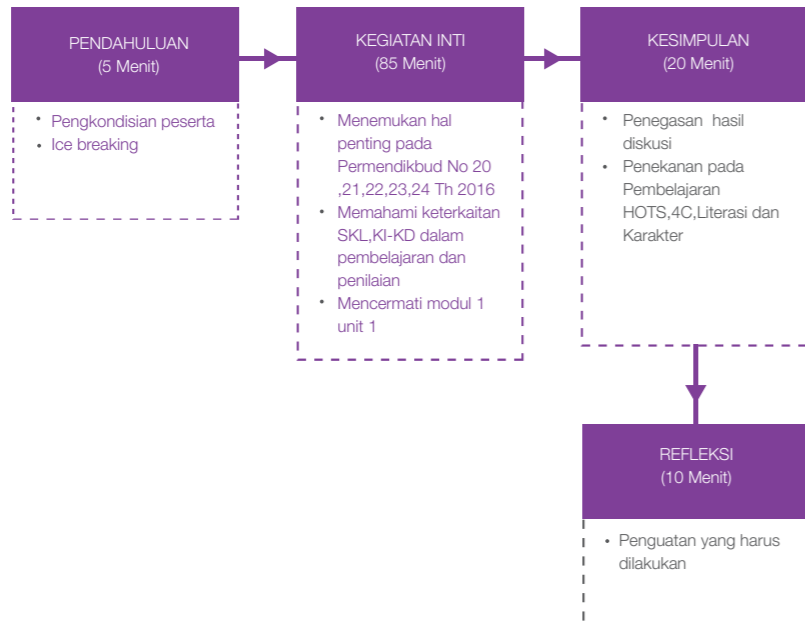 PENDAHULUAN
(5 Menit)
• Pengkondisian peserta
• Ice breaking
KEGIATAN INTI
(85 Menit)
• Menemukan hal
penting pada
Permendikbud No 20
,21,22,23,24 Th 2016
• Memahami keterkaitan
SKL,KI-KD dalam
pembelajaran dan
penilaian
• Mencermati modul 1
unit 1
KESIMPULAN
(20 Menit)
• Penegasan hasil
diskusi
• Penekanan pada
Pembelajaran
HOTS,4C,Literasi dan
Karakter
REFLEKSI
(10 Menit)
• Penguatan yang harus
dilakukan